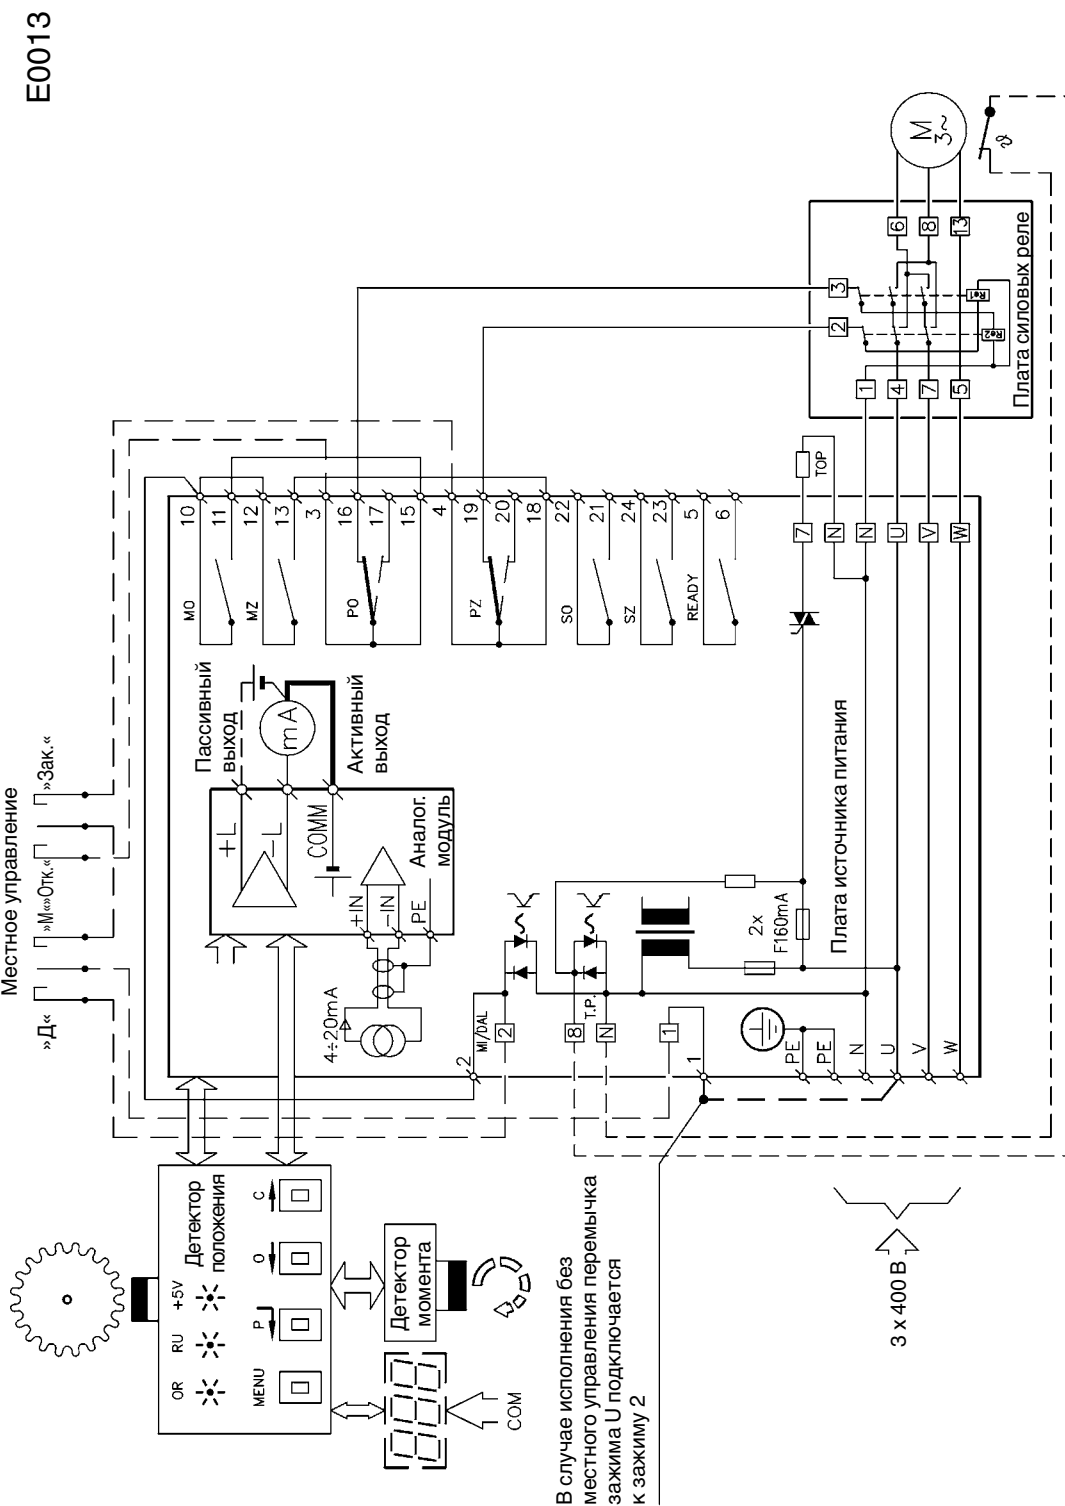 E0013
Местное управление
»Д«
»М«
»Отк.«
»Зак.«
OR
RU
+5V
Детектор
положения
MENU
P
O
C
Детектор
момента
COM
4÷20mA
+IN
-IN
PE
Аналог.
модуль
+L
-L
COMM
mA
Пассивный
выход
Активный
выход
MO
MZ
PO
PZ
SO
SZ
READY
10
11
12
13
3
16
17
15
4
19
20
18
22
21
24
23
5
6
2
MI/DAL
2
8
T.P.
N
1
1
PE
PE
N
U
V
W
2x
F160mA
Плата источника питания
7
N
N
U
V
W
TOP
3
2
1
4
7
5
6
8
13
Re1
Re2
Плата силовых реле
M
3~
ϑ
В случае исполнения без
местного управления перемычка
зажима U подключается
к зажиму 2
3 x 400 В